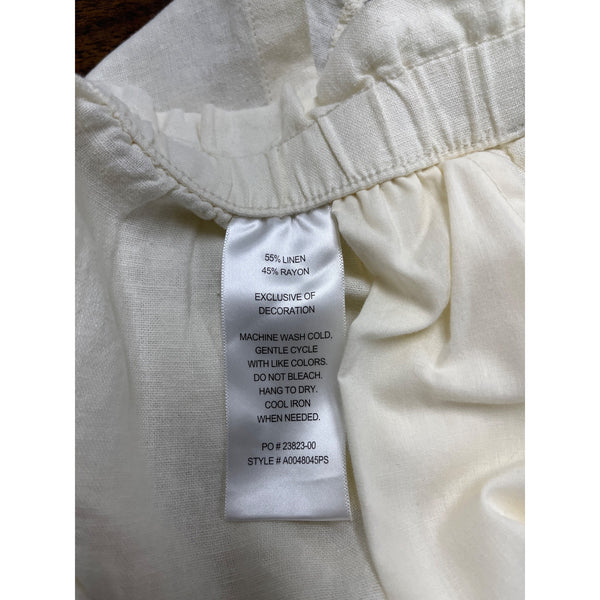 55% LINEN
45% RAYON
EXCLUSIVE OF
DECORATION
MACHINE WASH COLD,
GENTLE CYCLE
WITH LIKE COLORS.
DO NOT BLEACH.
HANG TO DRY.
COOL IRON
WHEN NEEDED.
PO # 23823-00
STYLE # A0048045PS